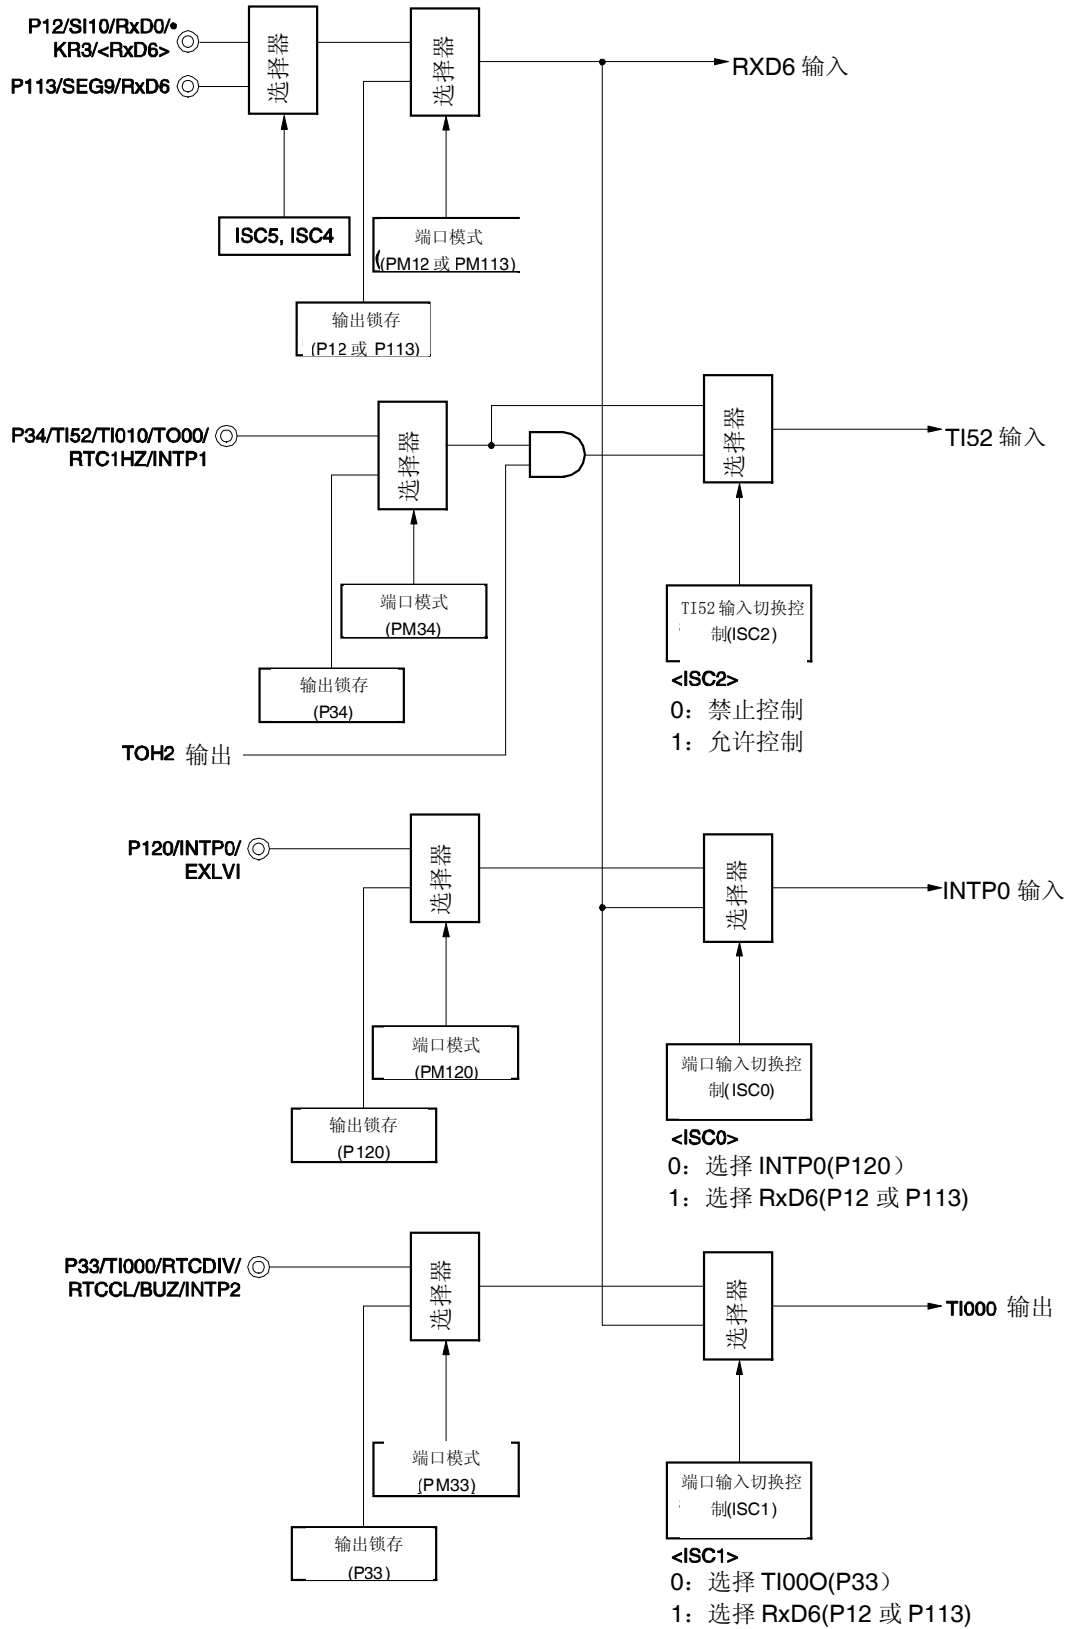 P12/SI10/RxD0/•
KR3/<RxD6>
P113/SEG9/RxD6
选择器
选择器
RXD6 输入
ISC5, ISC4
端口模式
((PM12 或 PM113)
输出锁存
(P12 或 P113)
P34/TI52/TI010/TO00/
RTC1HZ/INTP1
选择器
选择器
TI52 输入
端口模式
(PM34)
TI52 输入切换控
制(ISC2)
输出锁存
(P34)
<ISC2>
0：禁止控制
1：允许控制
TOH2 输出
P120/INTP0/
EXLVI
选择器
选择器
INTP0 输入
端口模式
(PM120)
端口输入切换控
制(ISC0)
输出锁存
(P120)
<ISC0>
0：选择 INTP0(P120）
1：选择 RxD6(P12 或 P113)
P33/TI000/RTCDIV/
RTCCL/BUZ/INTP2
选择器
选择器
TI000 输出
端口模式
(PM33)
端口输入切换控
制(ISC1)
输出锁存
(P33)
<ISC1>
0：选择 TI00O(P33）
1：选择 RxD6(P12 或 P113)